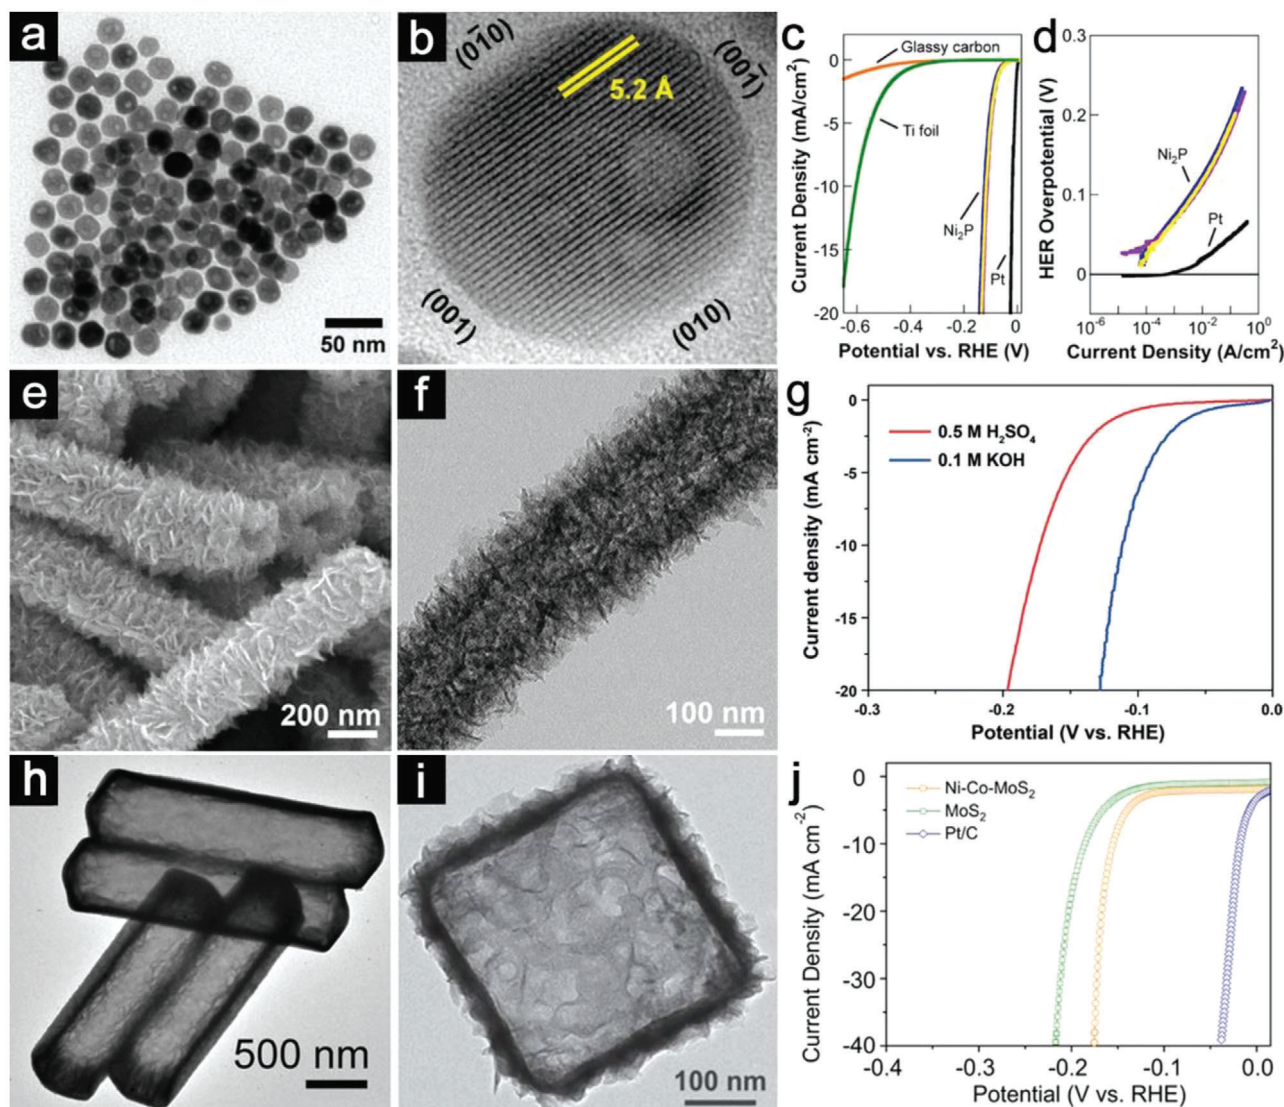 a
50 nm
b
(01̄0)
(001̄)
5.2 Å
(001)
(010)
c
Current Density (mA/cm²)
0
-5
-10
-15
-20
Glassy carbon
Ti foil
Ni₂P
Pt
-0.6
-0.4
-0.2
0
Potential vs. RHE (V)
d
HER Overpotential (V)
0.3
0.2
0.1
0
Ni₂P
Pt
10⁻⁶
10⁻⁴
10⁻²
10⁰
Current Density (A/cm²)
e
200 nm
f
100 nm
g
Current density (mA cm⁻²)
0
-5
-10
-15
-20
0.5 M H₂SO₄
0.1 M KOH
-0.3
-0.2
-0.1
0.0
Potential (V vs. RHE)
h
500 nm
i
100 nm
j
Current Density (mA cm⁻²)
0
-10
-20
-30
-40
Ni-Co-MoS₂
MoS₂
Pt/C
-0.4
-0.3
-0.2
-0.1
0.0
Potential (V vs. RHE)